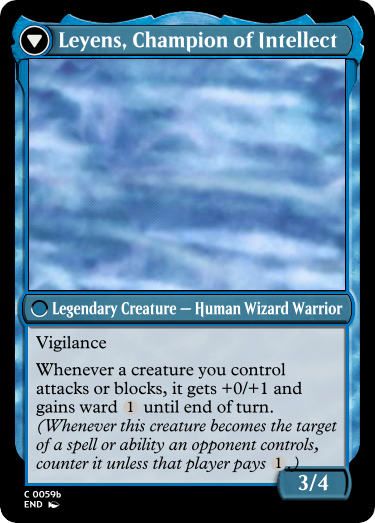 Leyens, Champion of Intellect
Legendary Creature — Human Wizard Warrior
Vigilance
Whenever a creature you control
attacks or blocks, it gets +0/+1 and
gains ward 1 until end of turn.
(Whenever this creature becomes the target
of a spell or ability an opponent controls,
counter it unless that player pays 1.)
3/4
C 0059b
END